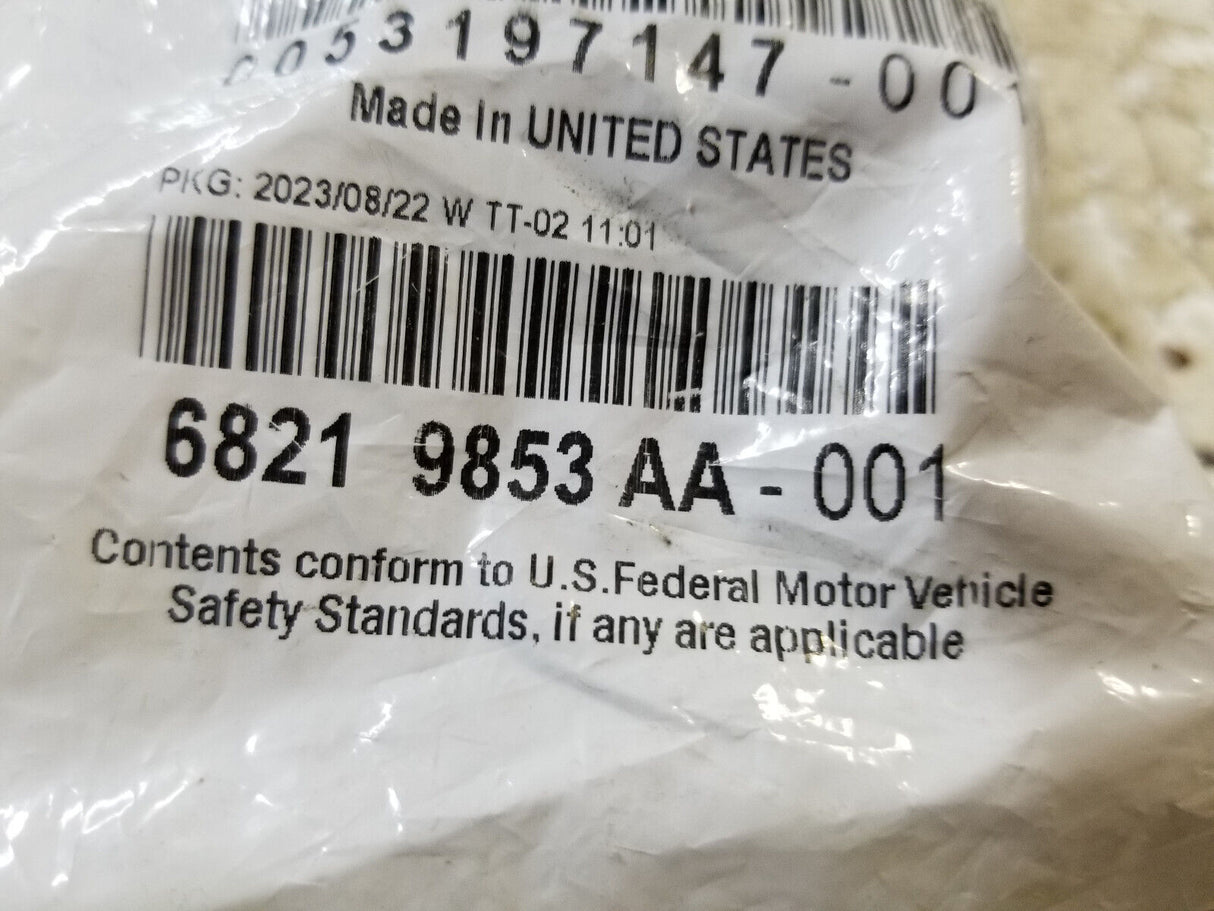 0053197147-00
Made In UNITED STATES
PKG: 2023/08/22 W TT-02 11:01
6821 9853 AA - 001
Contents conform to U.S.Federal Motor Vehicle
Safety Standards, if any are applicable